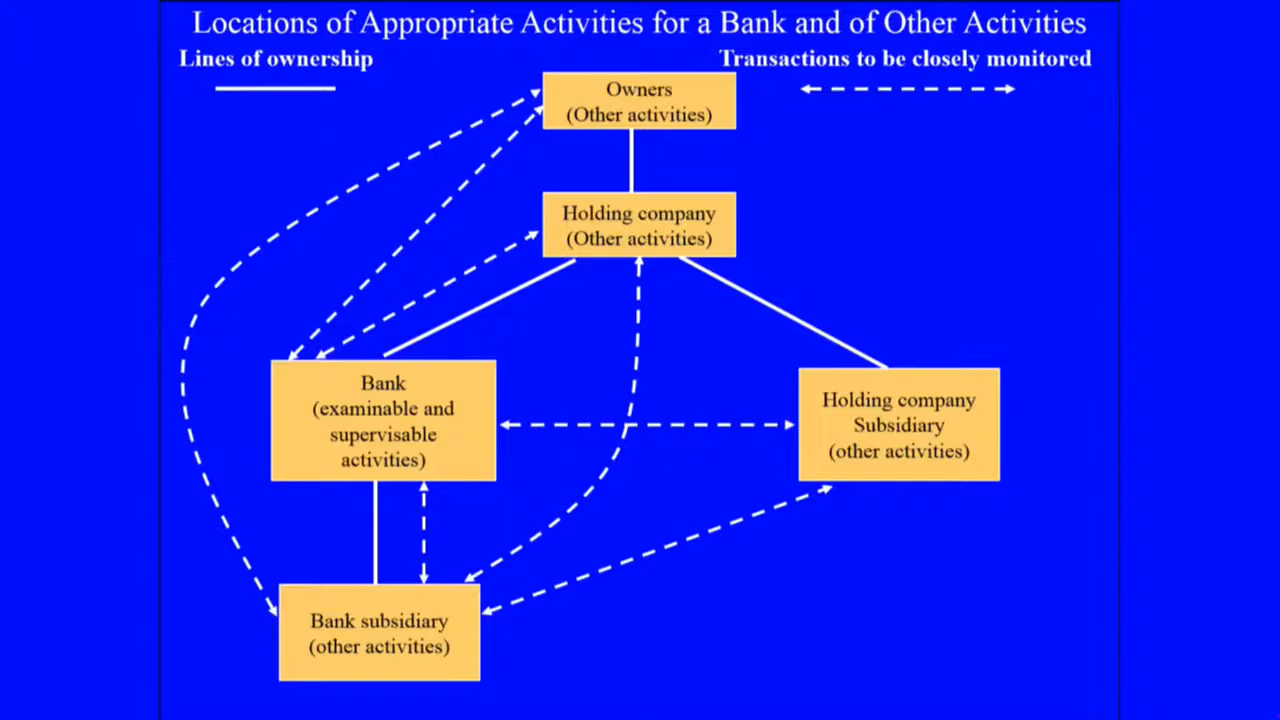 Locations of Appropriate Activities for a Bank and of Other Activities
Lines of ownership
Transactions to be closely monitored
Owners
(Other activities)
Holding company
(Other activities)
Bank
(examinable and
supervisable
activities)
Holding company
Subsidiary
(other activities)
Bank subsidiary
(other activities)